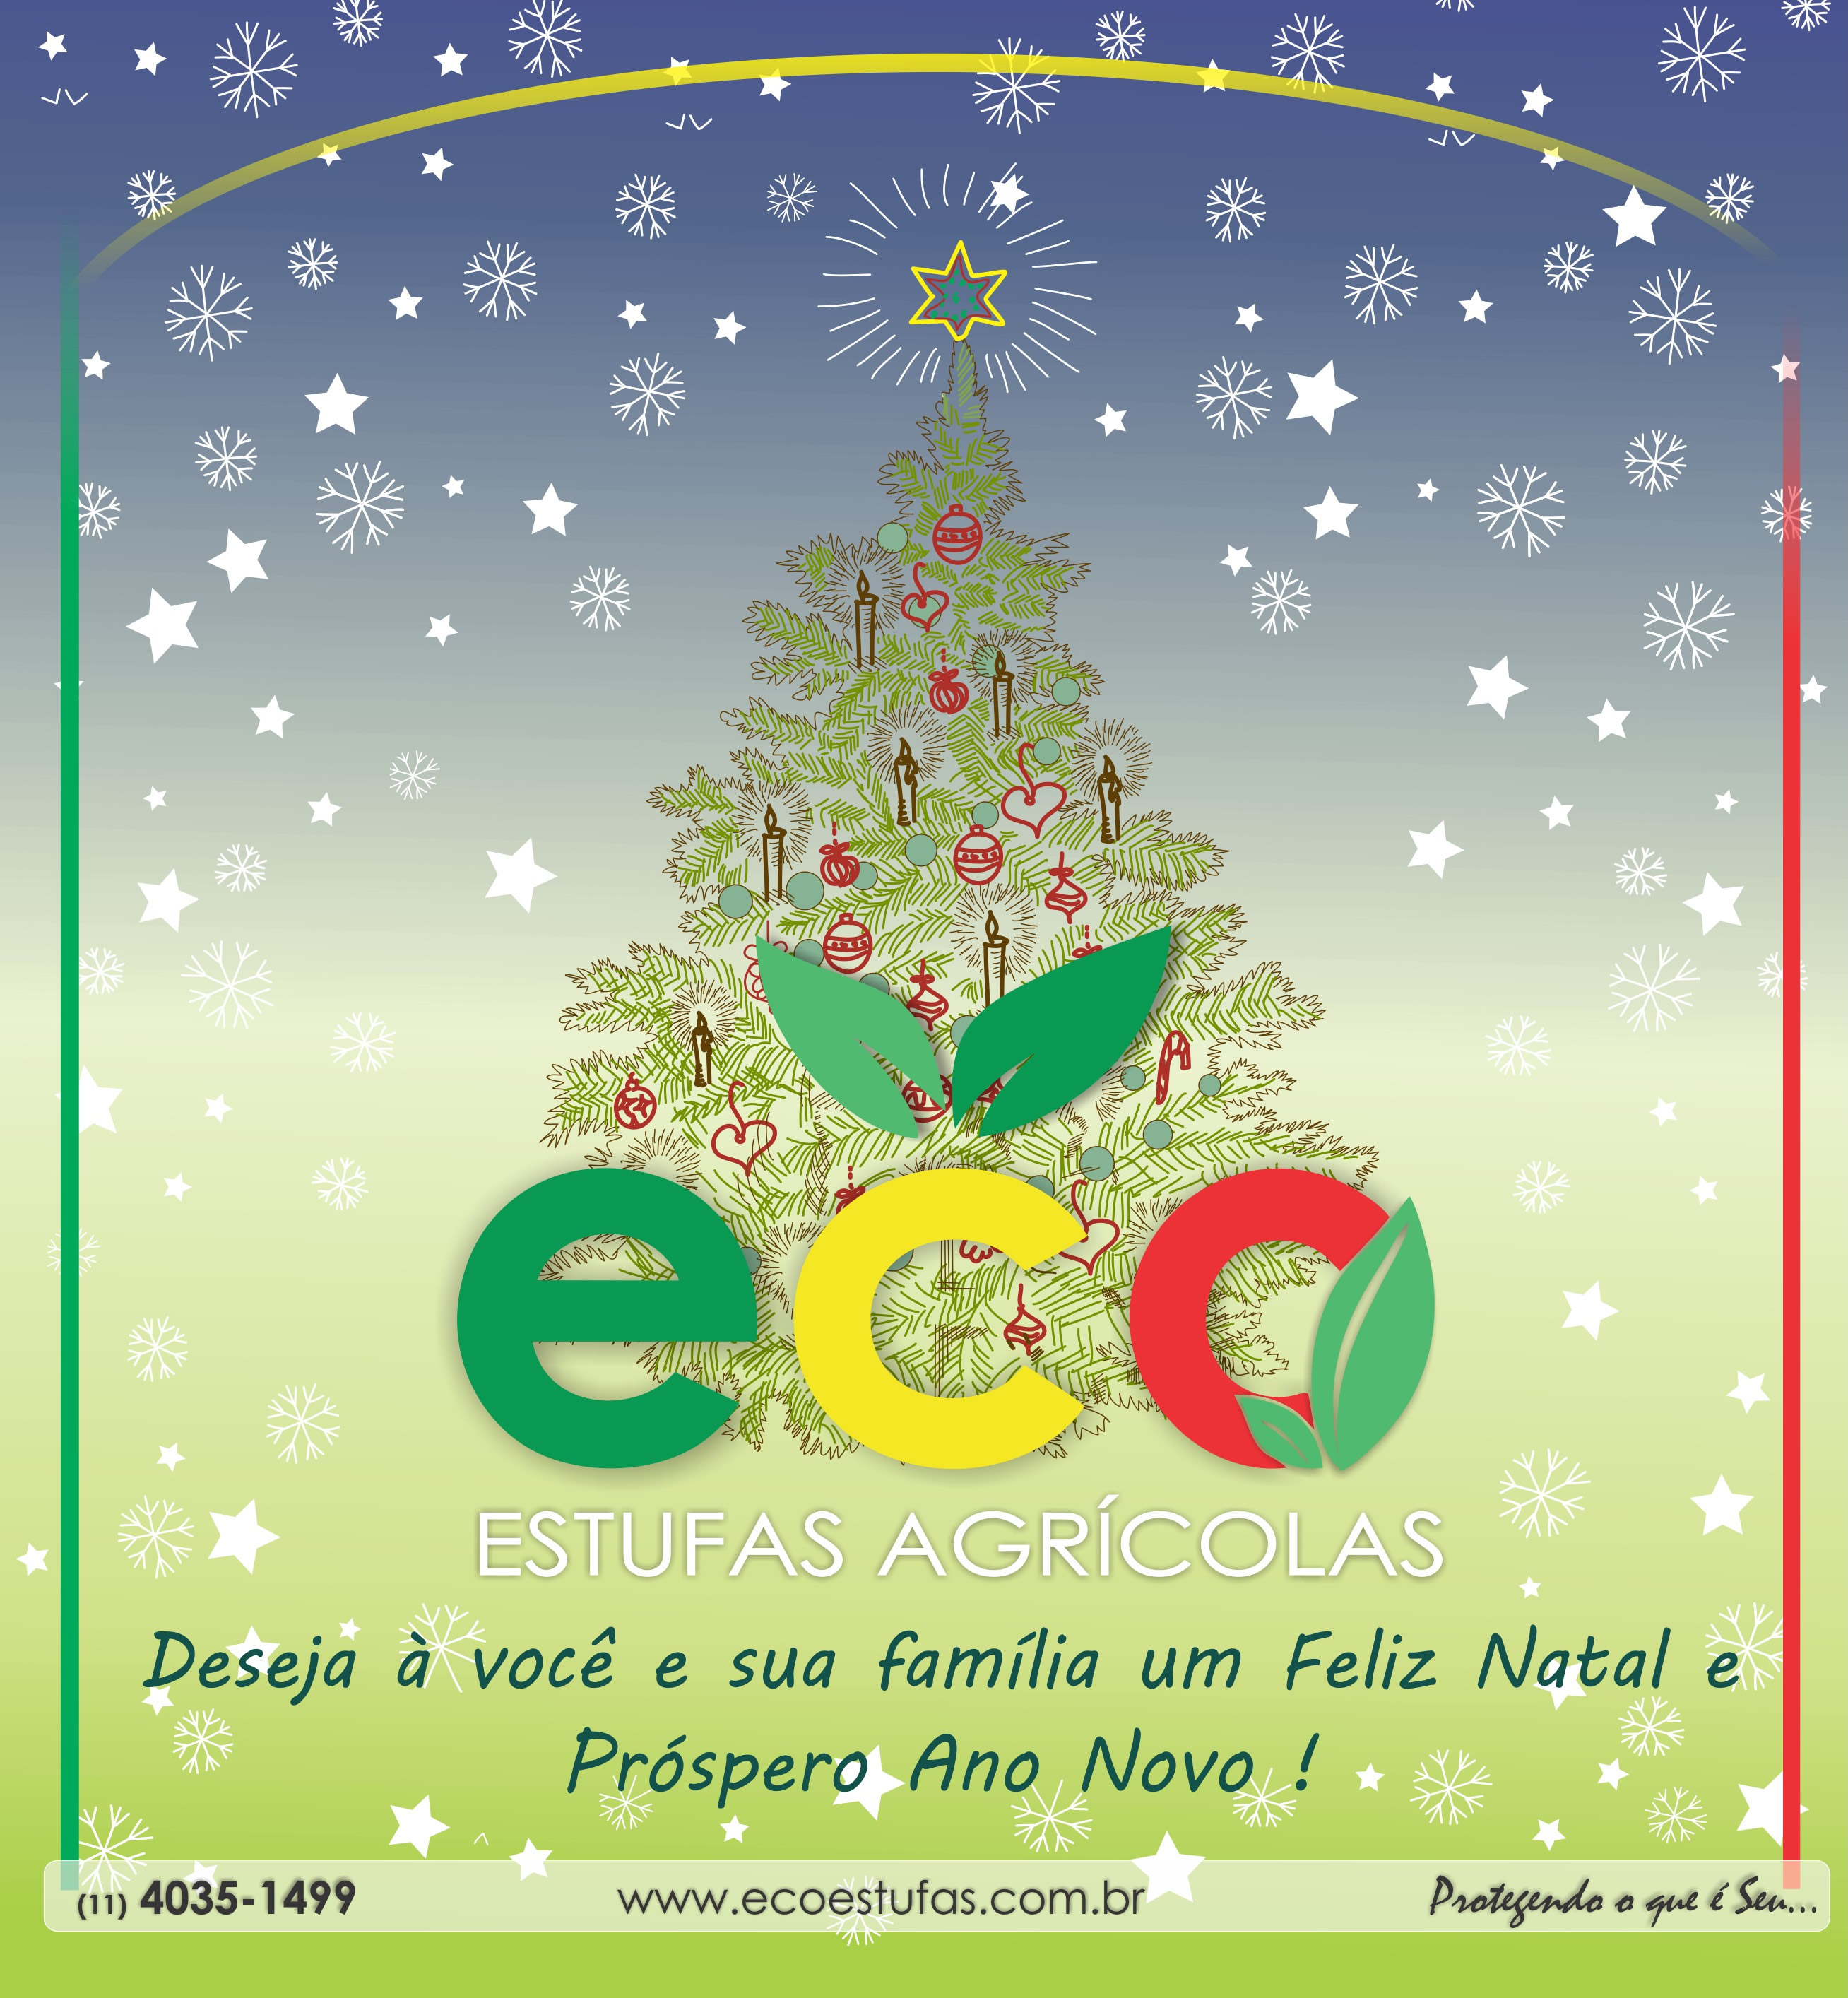 eco
ESTUFAS AGRÍCOLAS
Deseja à você e sua família um Feliz Natal e
Próspero Ano Novo !
(11) 4035-1499 www.ecoestufas.com.br Protegendo o que é Seu...